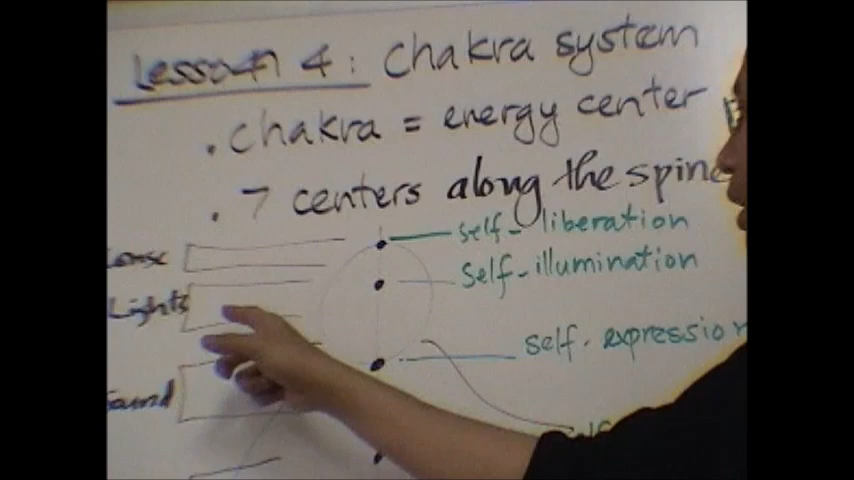 Lesson 4: Chakra system
. chakra = energy center
. 7 centers along the spine
self-liberation
self-illumination
Lights
self-expression
Sound